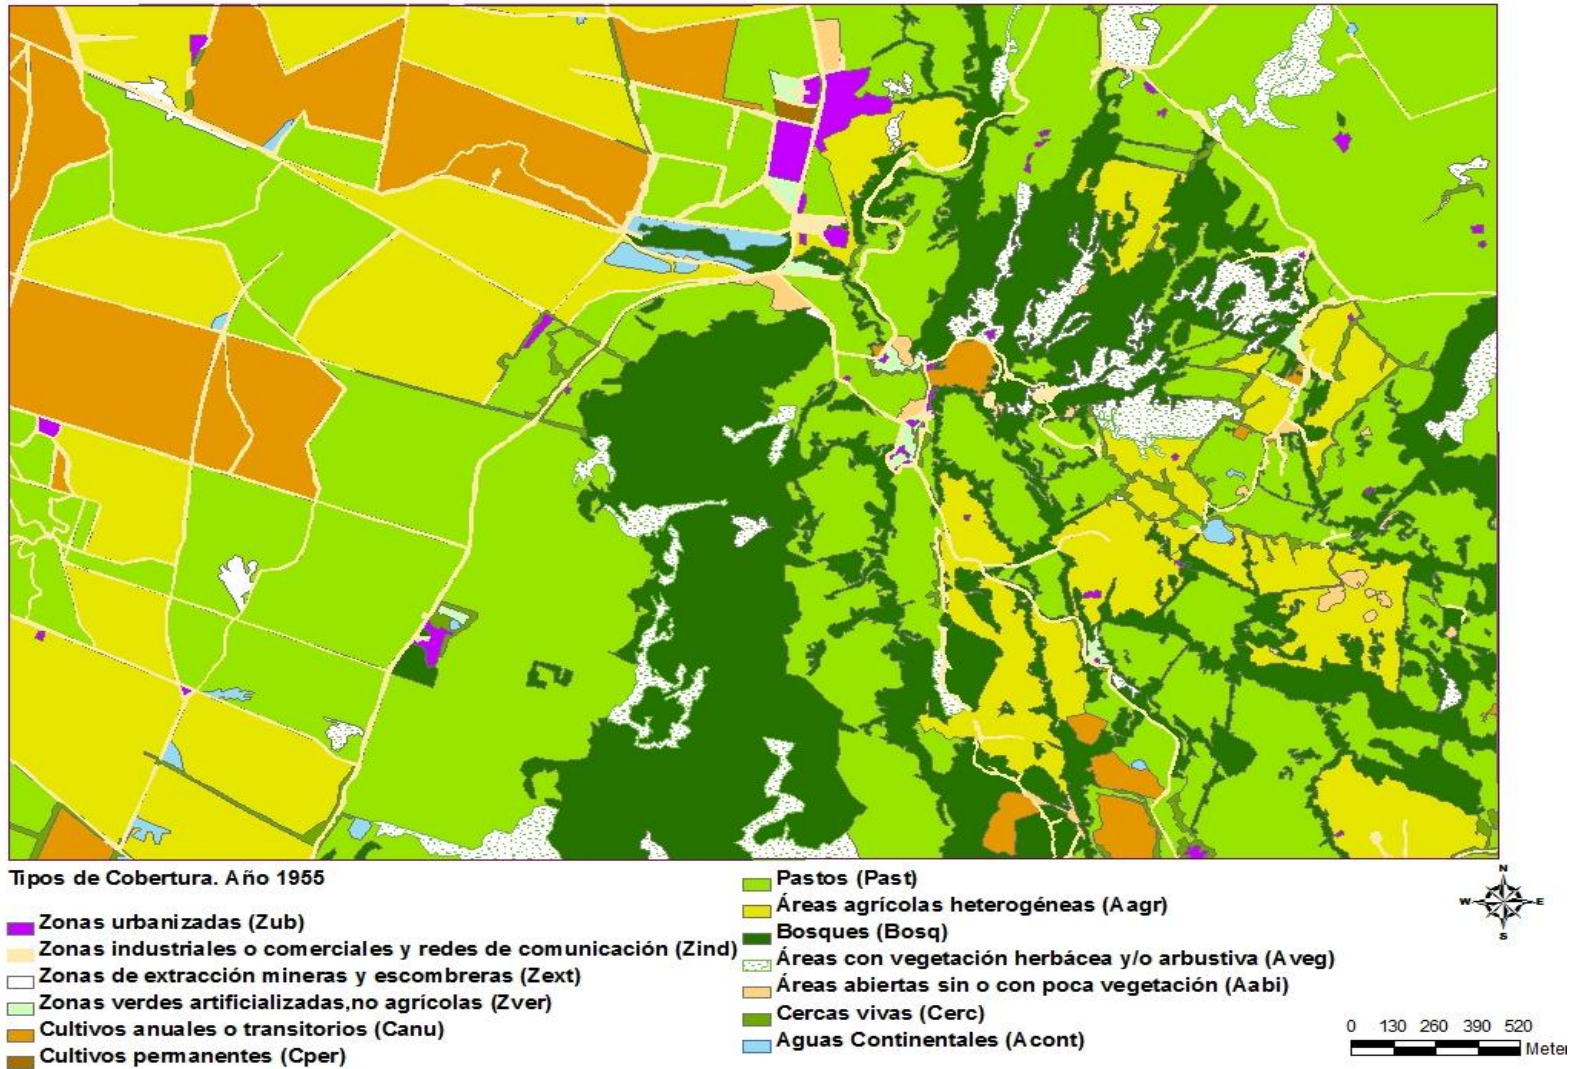 Tipos de Cobertura. Año 1955
Zonas urbanizadas (Zub)
Zonas industriales o comerciales y redes de comunicación (Zind)
Zonas de extracción mineras y escombreras (Zext)
Zonas verdes artificializadas,no agrícolas (Zver)
Cultivos anuales o transitorios (Canu)
Cultivos permanentes (Cper)
Pastos (Past)
Áreas agrícolas heterogéneas (Aagr)
Bosques (Bosq)
Áreas con vegetación herbácea y/o arbustiva (Aveg)
Áreas abiertas sin o con poca vegetación (Aabi)
Cercas vivas (Cerc)
Aguas Continentales (Acont)
N
W E
S
0 130 260 390 520
Mete